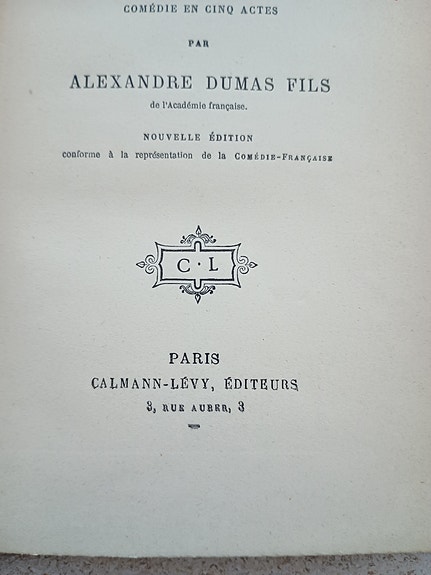 COMÉDIE EN CINQ ACTES
PAR
ALEXANDRE DUMAS FILS
de l'Académie française.
NOUVELLE ÉDITION
conforme à la représentation de la COMÉDIE-FRANÇAISE
C · L
PARIS
CALMANN-LÉVY, ÉDITEURS
3, RUE AUBER, 3